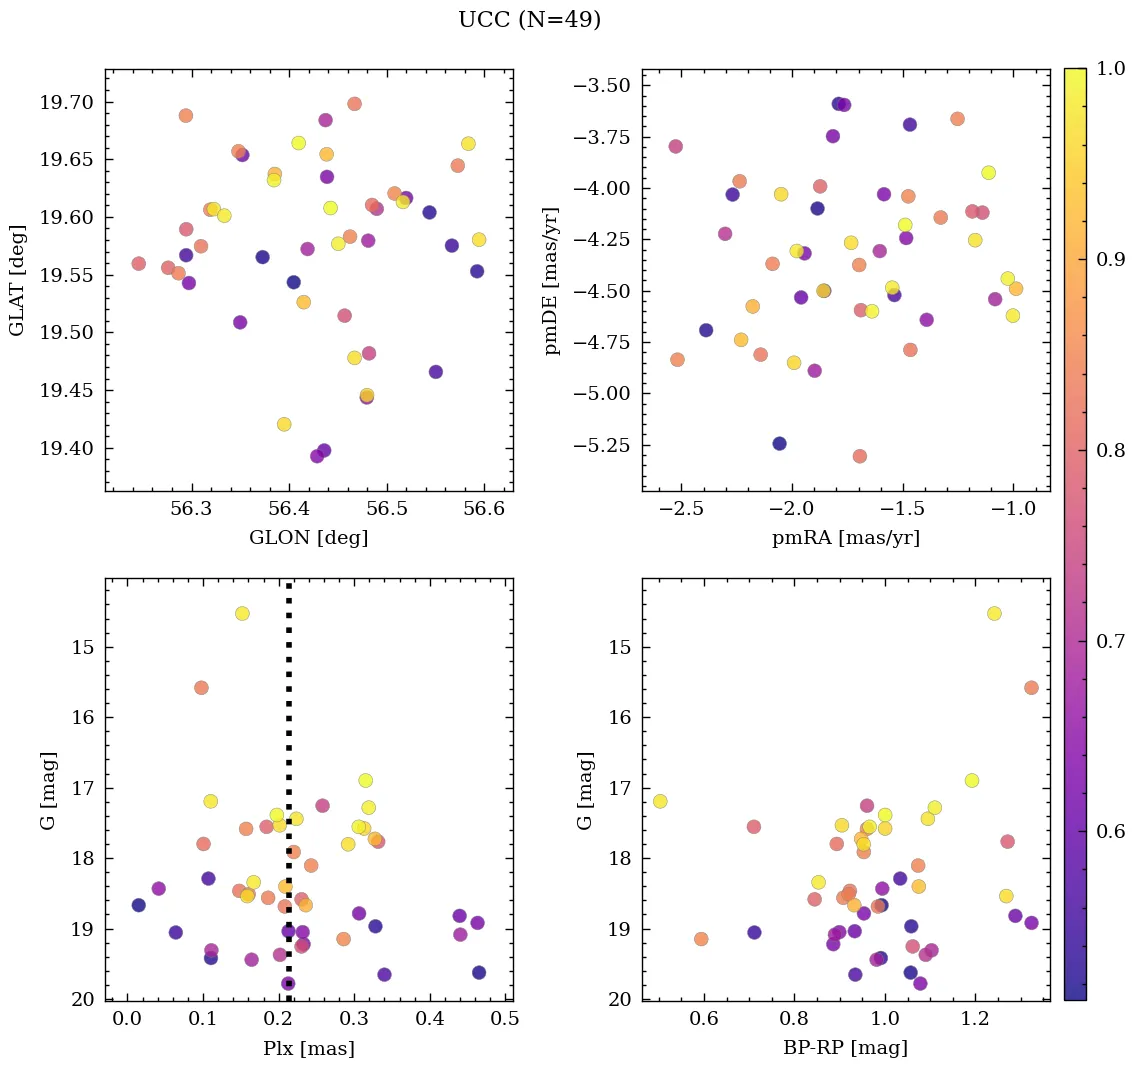 UCC (N=49)
19.70
19.65
19.60
19.55
19.50
19.45
19.40
GLAT [deg]
56.3 56.4 56.5 56.6
GLON [deg]
−3.50
−3.75
−4.00
−4.25
−4.50
−4.75
−5.00
−5.25
pmDE [mas/yr]
−2.5 −2.0 −1.5 −1.0
pmRA [mas/yr]
15
16
17
18
19
20
G [mag]
0.0 0.1 0.2 0.3 0.4 0.5
Plx [mas]
15
16
17
18
19
20
G [mag]
0.6 0.8 1.0 1.2
BP-RP [mag]
1.0
0.9
0.8
0.7
0.6